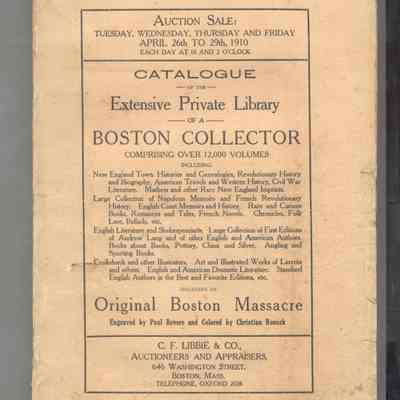 AUCTION SALE:
TUESDAY, WEDNESDAY, THURSDAY AND FRIDAY
APRIL 26th TO 29th, 1910
EACH DAY AT 10 AND 2 O'CLOCK
CATALOGUE
OF THE
Extensive Private Library
OF A
BOSTON COLLECTOR
COMPRISING OVER 12,000 VOLUMES
INCLUDING
New England Town Histories and Genealogies, Revolutionary History
and Biography, American Travels and Western History, Civil War
Literature. Mathers and other Rare New England Imprints.
Large Collection of Napoleon Memoirs and French Revolutionary
History. English Court Memoirs and History. Rare and Curious
Books, Romances and Tales, French Novels. Chronicles, Folk
Lore, Ballads, etc.
English Literature and Shakespeariana. Large Collection of First Editions
of Andrew Lang and of other English and American Authors.
Books about Books, Pottery, China and Silver, Angling and
Sporting Books.
Cruikshank and other Illustrators. Art and Illustrated Works of Lacroix
and others. English and American Dramatic Literature. Standard
English Authors in the Best and Favorite Editions, etc.
Original Boston Massacre
Engraved by Paul Revere and Colored by Christian Remick
C. F. LIBBIE & CO.,
AUCTIONEERS AND APPRAISERS,
646 WASHINGTON STREET,
BOSTON, MASS.
TELEPHONE, OXFORD